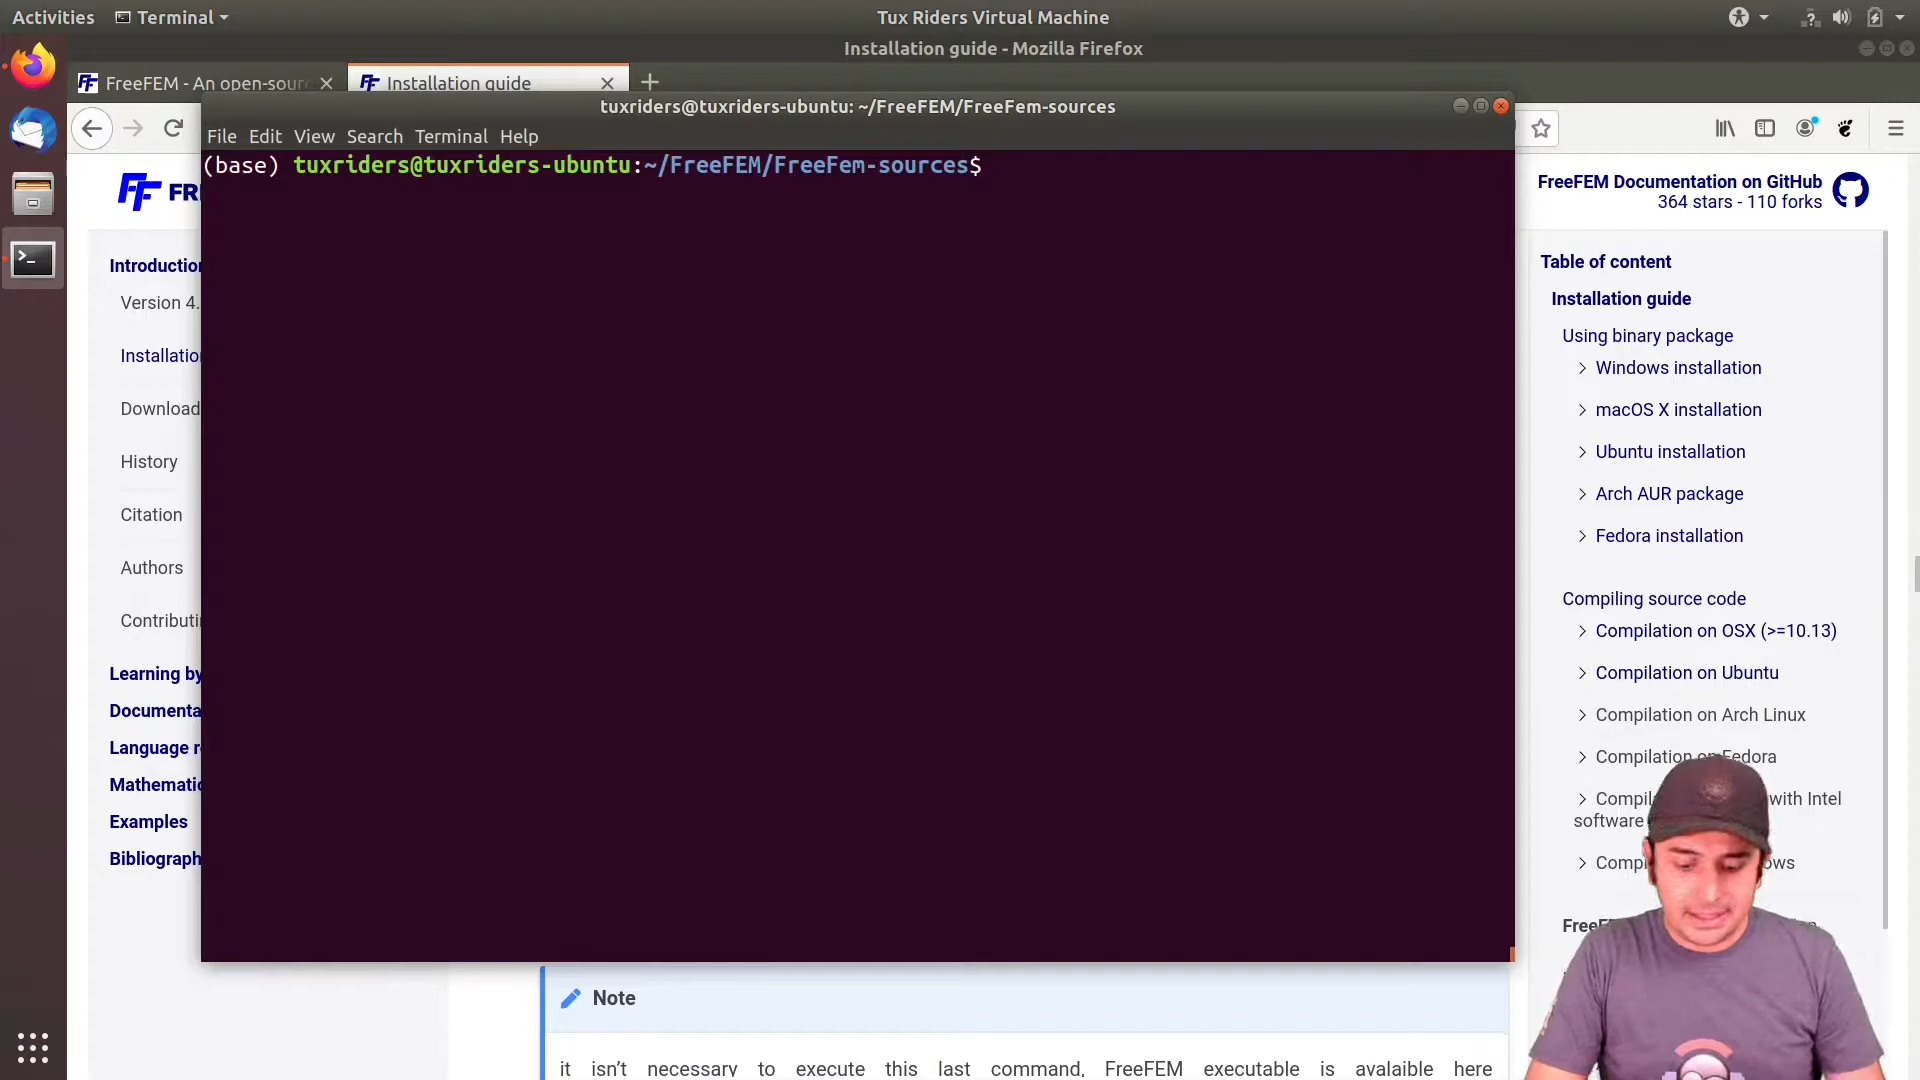 Activities
Terminal
Tux Riders Virtual Machine
Installation guide - Mozilla Firefox
FreeFEM - An open-sour
Installation guide
tuxriders@tuxriders-ubuntu: ~/FreeFEM/FreeFem-sources
File Edit View Search Terminal Help
(base) tuxriders@tuxriders-ubuntu:~/FreeFEM/FreeFem-sources$
FR
Introduction
Version 4.
Installatio
Download
History
Citation
Authors
Contributi
Learning by
Documenta
Language r
Mathematic
Examples
Bibliograph
FreeFEM Documentation on GitHub
364 stars - 110 forks
Table of content
Installation guide
Using binary package
Windows installation
macOS X installation
Ubuntu installation
Arch AUR package
Fedora installation
Compiling source code
Compilation on OSX (>=10.13)
Compilation on Ubuntu
Compilation on Arch Linux
Compilation on Fedora
Compil with Intel
software
Compi ows
FreeF
Note
it isn't necessary to execute this last command, FreeFEM executable is avalaible here